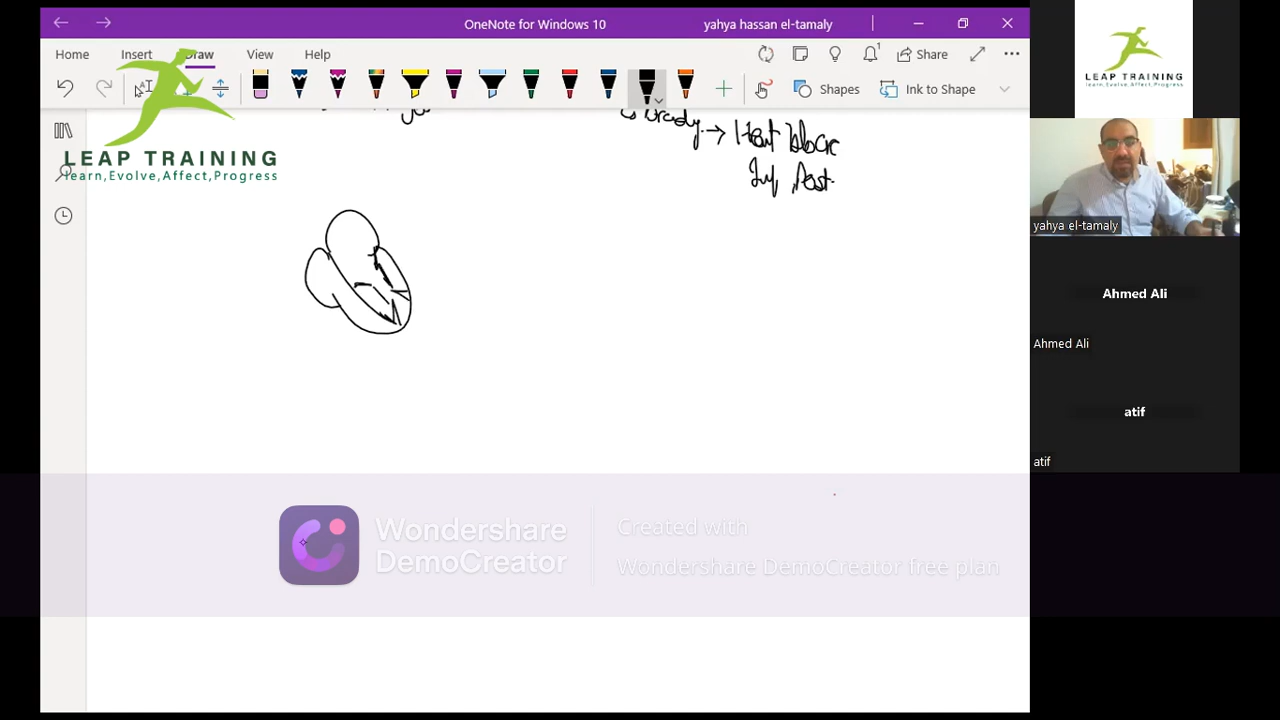 OneNote for Windows 10
yahya hassan el-tamaly
Home
Insert
Draw
View
Help
Share
Shapes
Ink to Shape
LEAP TRAINING
learn,Evolve,Affect,Progress
brady → Heart block
Inf, Post.
Wondershare
DemoCreator
Created with
Wondershare DemoCreator free plan
LEAP TRAINING
learn,Evolve,Affect,Progress
yahya el-tamaly
Ahmed Ali
Ahmed Ali
atif
atif